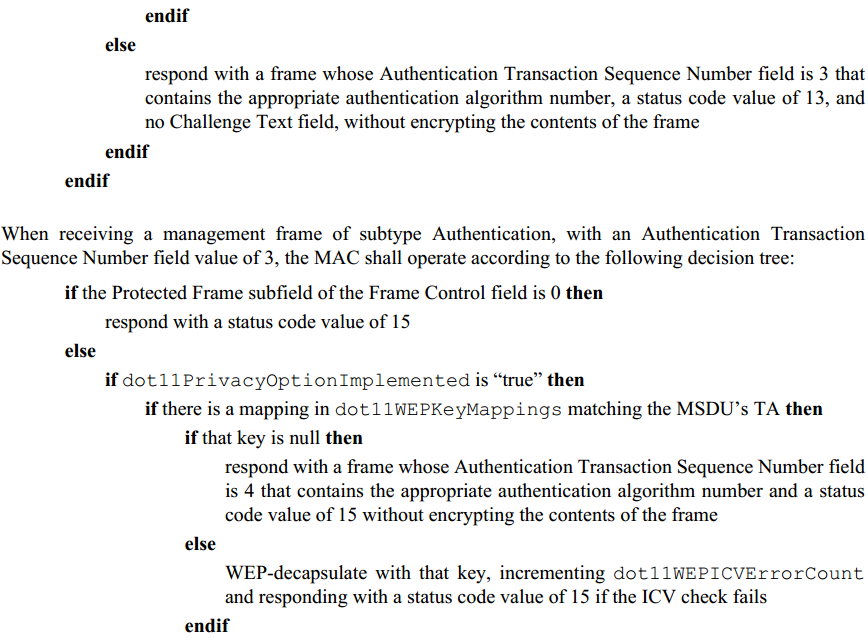 endif
else
respond with a frame whose Authentication Transaction Sequence Number field is 3 that
contains the appropriate authentication algorithm number, a status code value of 13, and
no Challenge Text field, without encrypting the contents of the frame
endif
endif
When receiving a management frame of subtype Authentication, with an Authentication Transaction
Sequence Number field value of 3, the MAC shall operate according to the following decision tree:
if the Protected Frame subfield of the Frame Control field is 0 then
respond with a status code value of 15
else
if dot11PrivacyOptionImplemented is “true” then
if there is a mapping in dot11WEPKeyMappings matching the MSDU’s TA then
if that key is null then
respond with a frame whose Authentication Transaction Sequence Number field
is 4 that contains the appropriate authentication algorithm number and a status
code value of 15 without encrypting the contents of the frame
else
WEP-decapsulate with that key, incrementing dot11WEPICVErrorCount
and responding with a status code value of 15 if the ICV check fails
endif